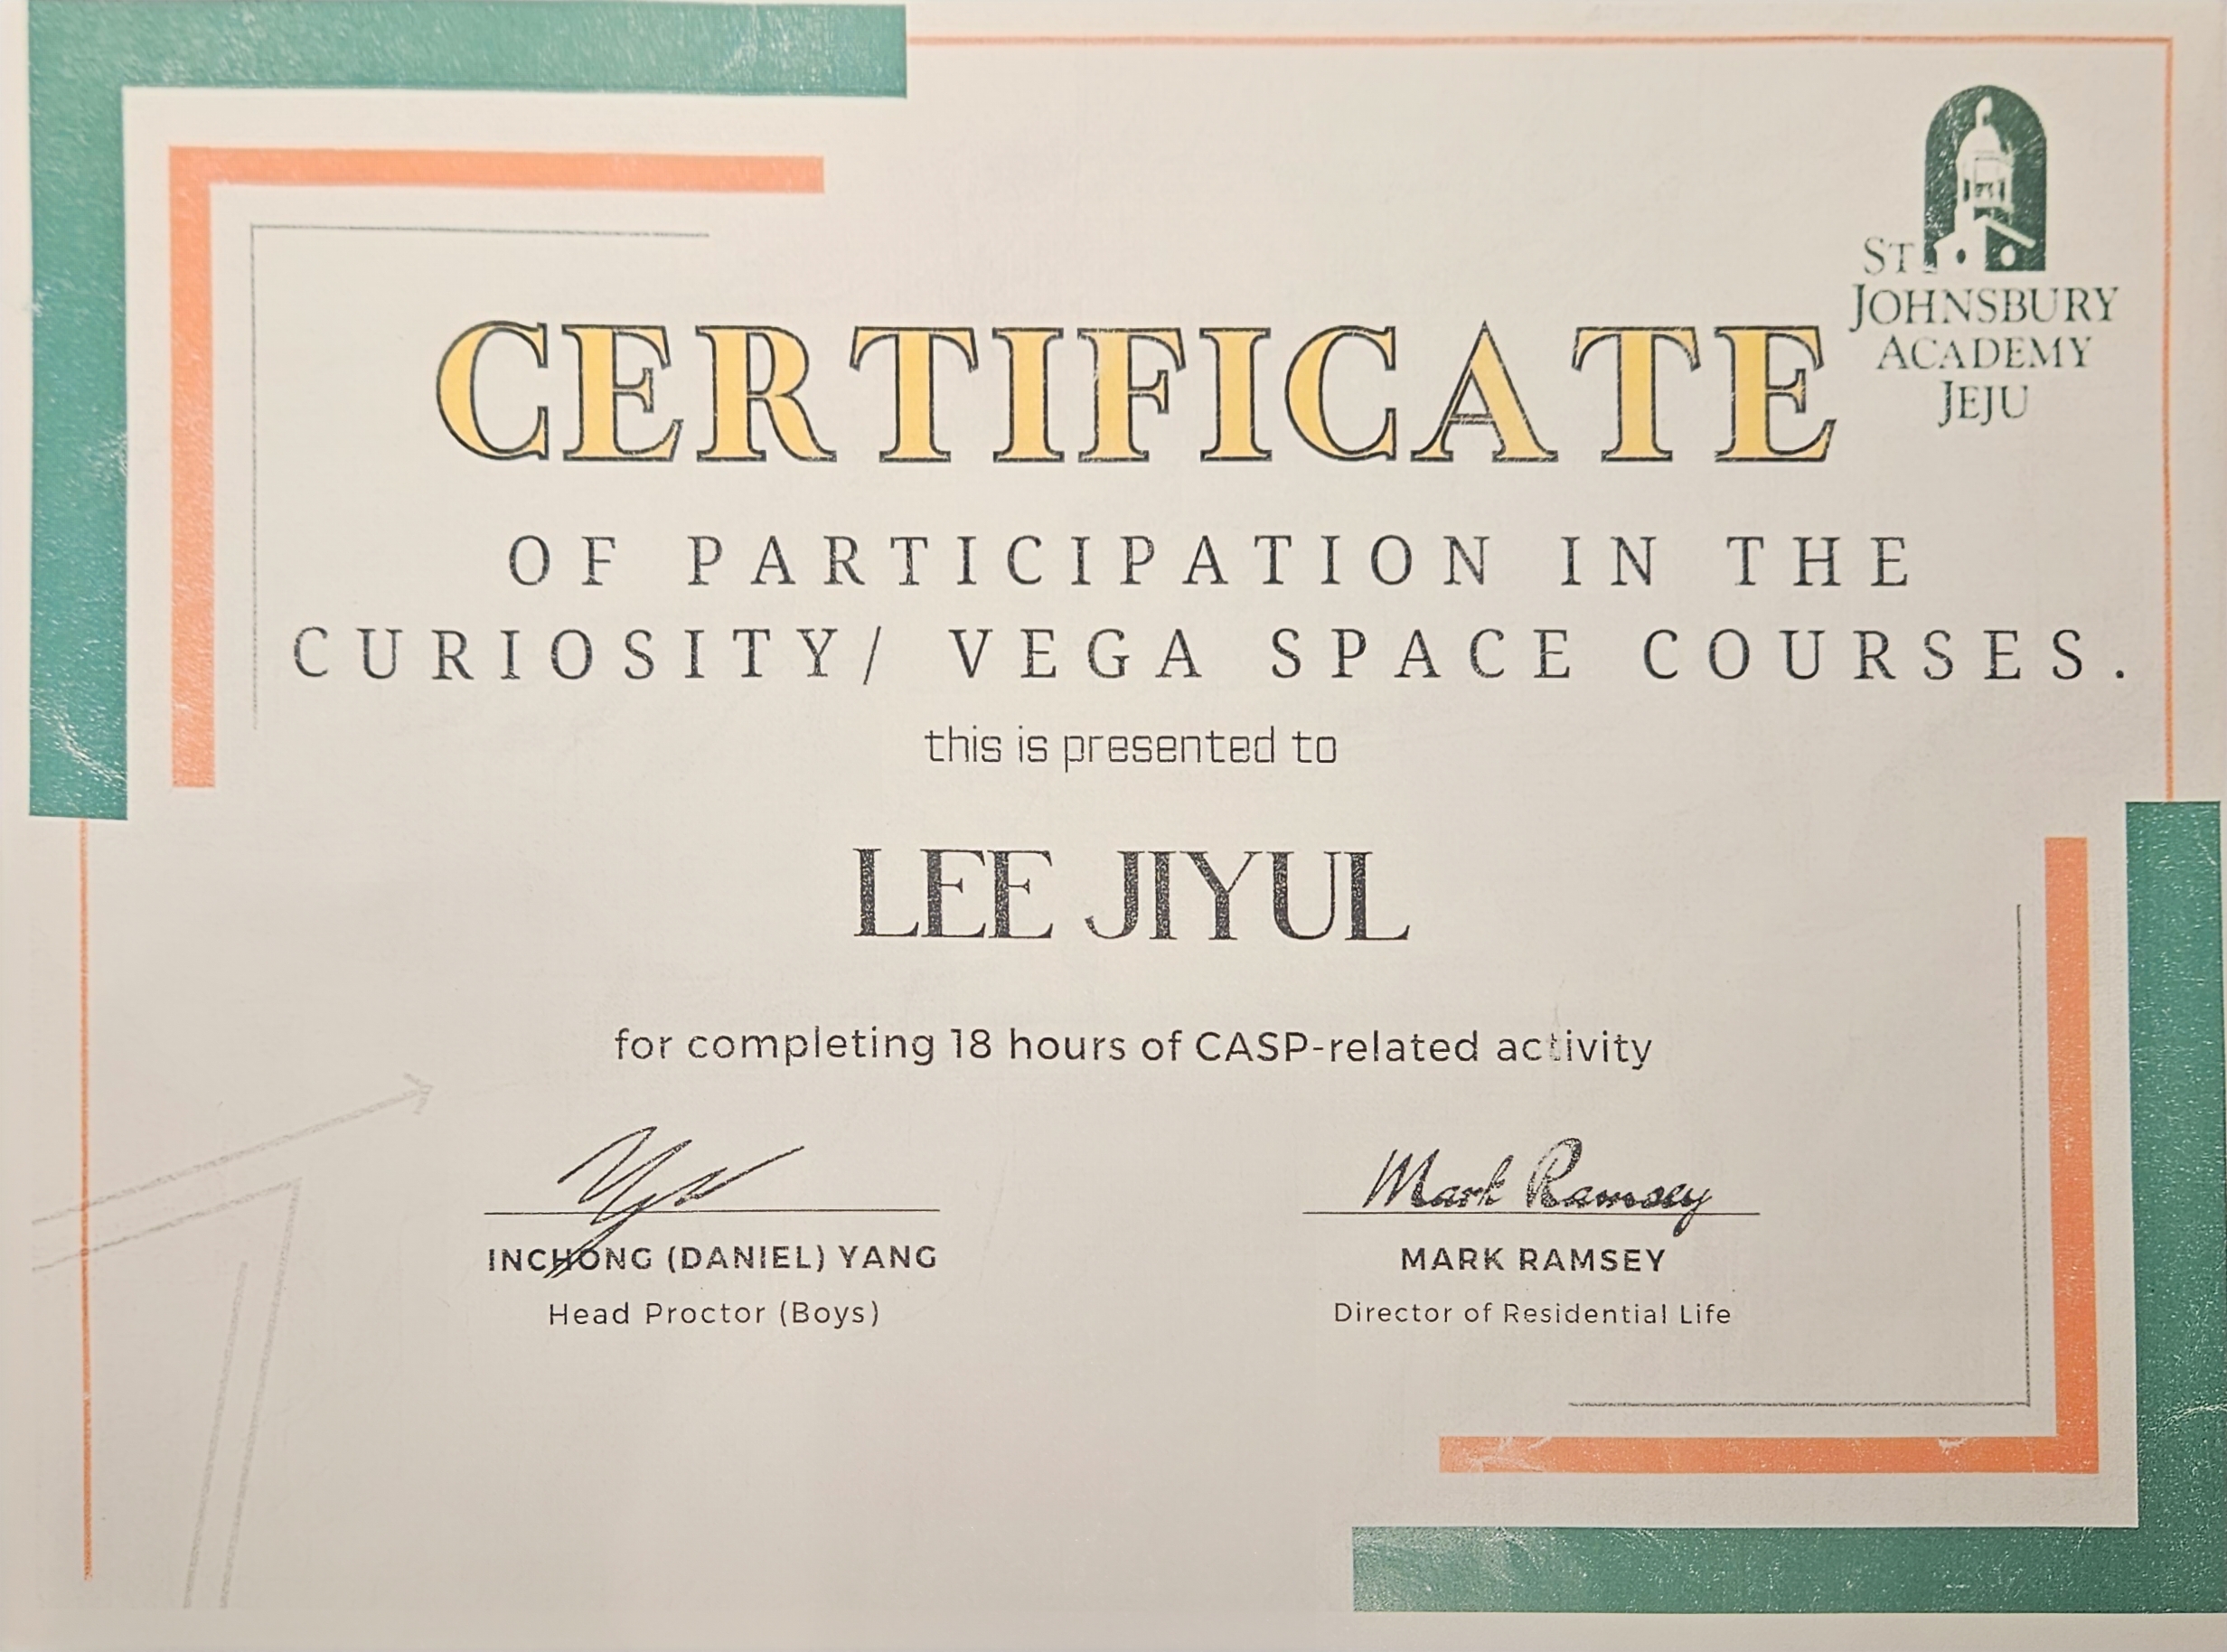 ST.
JOHNSBURY
ACADEMY
JEJU
CERTIFICATE
OF PARTICIPATION IN THE
CURIOSITY/ VEGA SPACE COURSES.
this is presented to
LEE JIYUL
for completing 18 hours of CASP-related activity
Mark Ramsey
INCHONG (DANIEL) YANG
MARK RAMSEY
Head Proctor (Boys)
Director of Residential Life